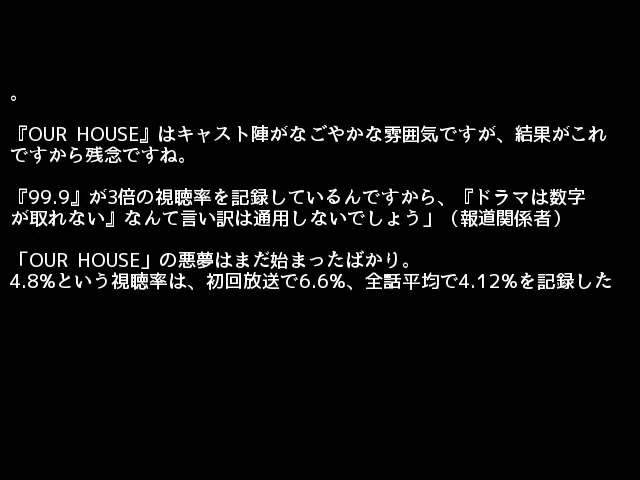 。
『OUR HOUSE』はキャスト陣がなごやかな雰囲気ですが、結果がこれ
ですから残念ですね。
『99.9』が3倍の視聴率を記録しているんですから、『ドラマは数字
が取れない』なんて言い訳は通用しないでしょう」（報道関係者）
「OUR HOUSE」の悪夢はまだ始まったばかり。
4.8%という視聴率は、初回放送で6.6%、全話平均で4.12%を記録した